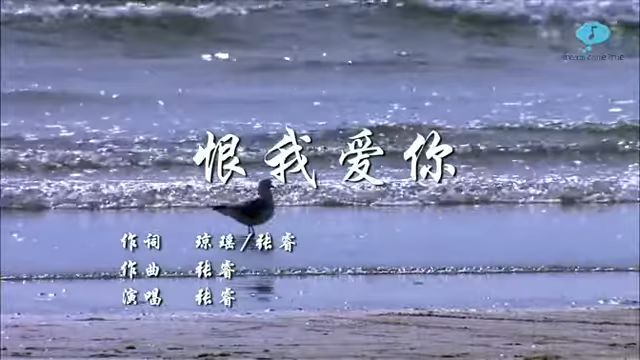 恨我爱你
作词 琼瑶/张睿
作曲 张睿
演唱 张睿